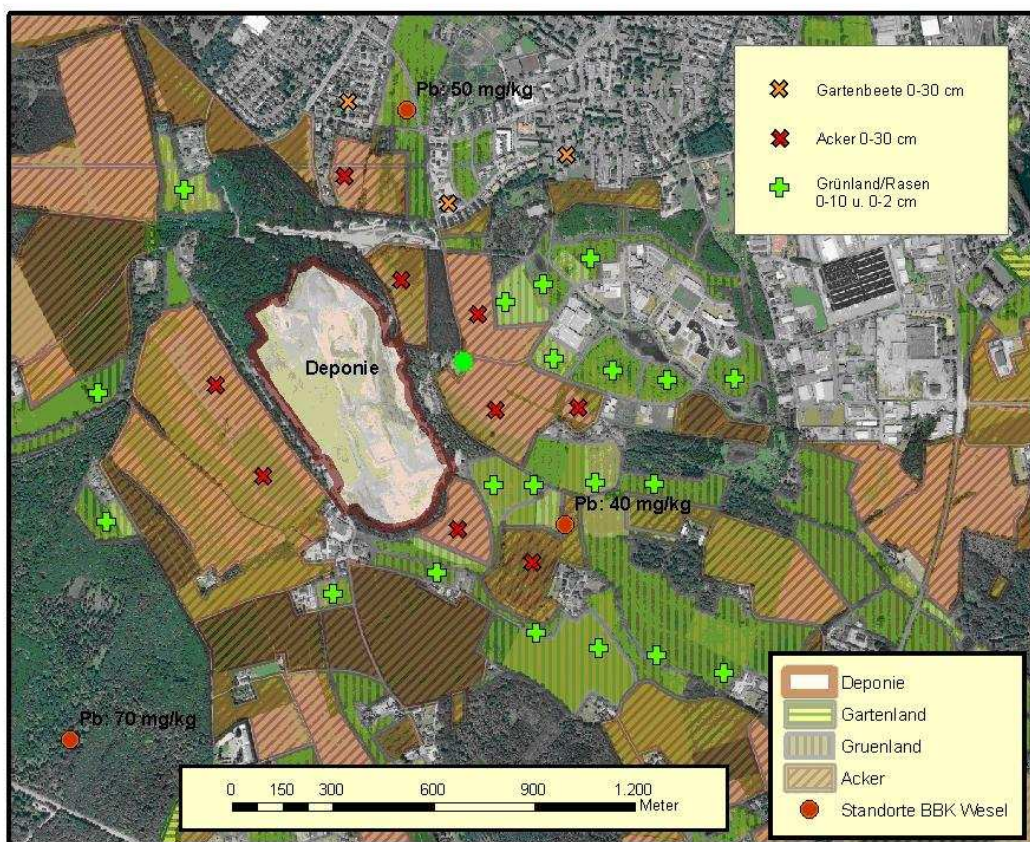 Pb: 50 mg/kg
Gartenbeete 0-30 cm
Acker 0-30 cm
Grünland/Rasen
0-10 u. 0-2 cm
Deponie
Pb: 40 mg/kg
Pb: 70 mg/kg
0 150 300 600 900 1.200
Meter
Deponie
Gartenland
Gruenland
Acker
Standorte BBK Wesel